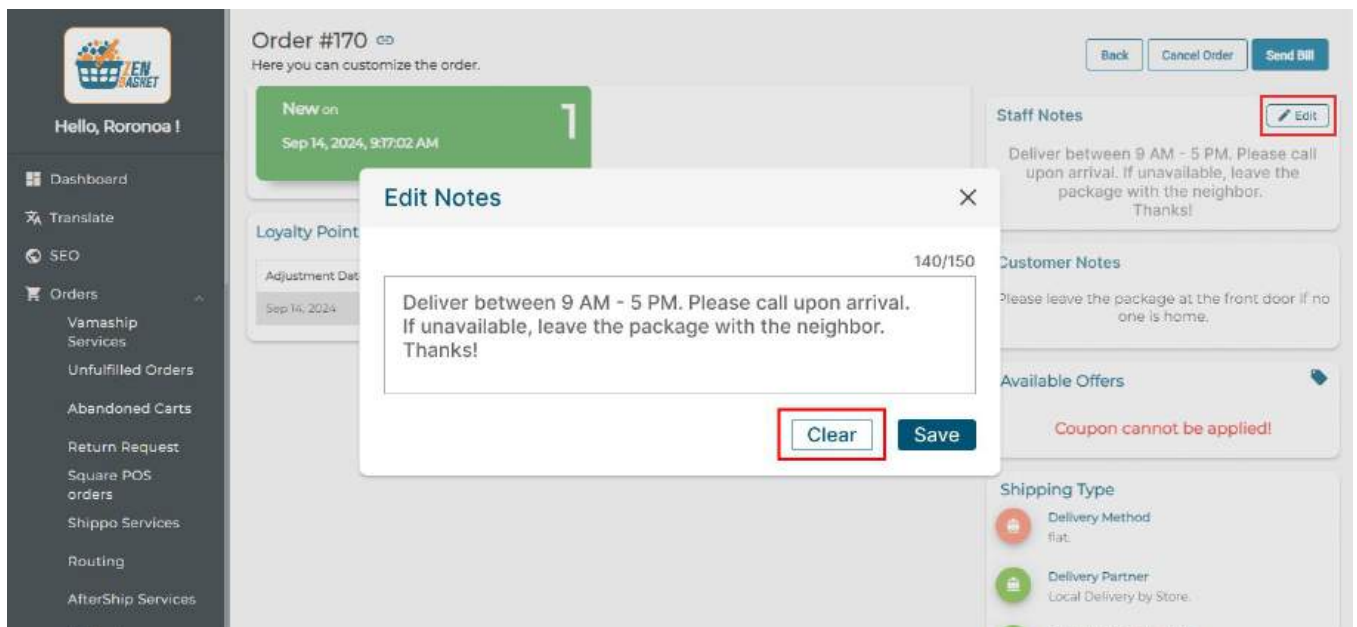 ZEN
BASKET
Hello, Roronoa !
Dashboard
Translate
SEO
Orders
Vamaship
Services
Unfulfilled Orders
Abandoned Carts
Return Request
Square POS
orders
Shippo Services
Routing
AfterShip Services
Order #170
Here you can customize the order.
Back
Cancel Order
Send Bill
New on
Sep 14, 2024, 9:17:02 AM
1
Loyalty Point
Adjustment Dat
Sep 14, 2024
Edit Notes
140/150
Deliver between 9 AM - 5 PM. Please call upon arrival.
If unavailable, leave the package with the neighbor.
Thanks!
Clear
Save
Staff Notes
Edit
Deliver between 9 AM - 5 PM. Please call
upon arrival. If unavailable, leave the
package with the neighbor.
Thanks!
Customer Notes
Please leave the package at the front door if no
one is home.
Available Offers
Coupon cannot be applied!
Shipping Type
Delivery Method
flat.
Delivery Partner
Local Delivery by Store.